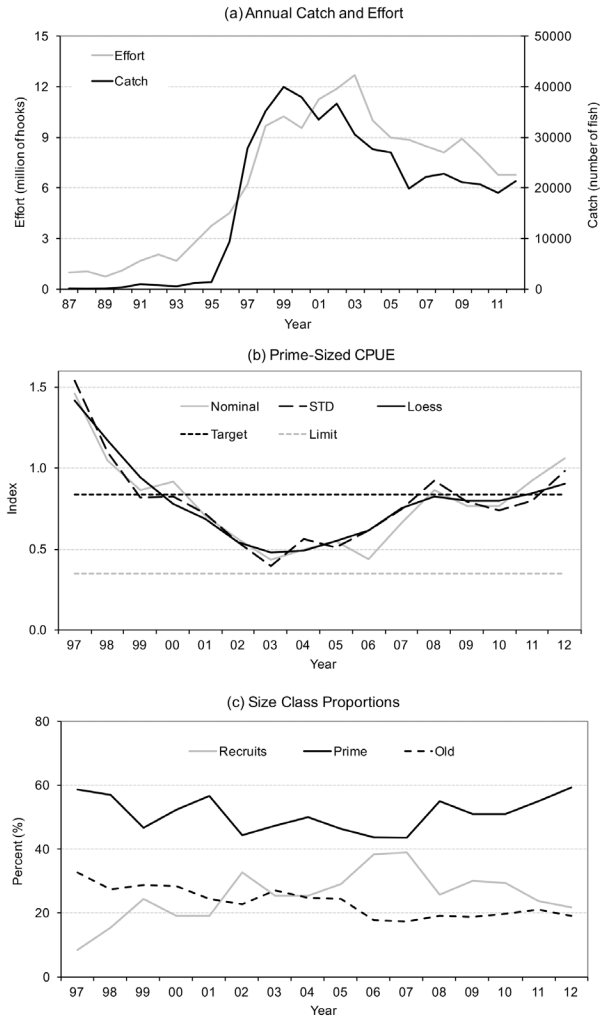 (a) Annual Catch and Effort
15 50000
Effort
12 40000
Catch
9 30000
6 20000
3 10000
0 0
Effort (million of hooks)
Catch (number of fish)
87 89 91 93 95 97 99 01 03 05 07 09 11
Year
(b) Prime-Sized CPUE
1.5
Nominal STD Loess
Target Limit
1.0
Index
0.5
0.0
97 98 99 00 01 02 03 04 05 06 07 08 09 10 11 12
Year
(c) Size Class Proportions
80
Recruits Prime Old
60
40
Percent (%)
20
0
97 98 99 00 01 02 03 04 05 06 07 08 09 10 11 12
Year